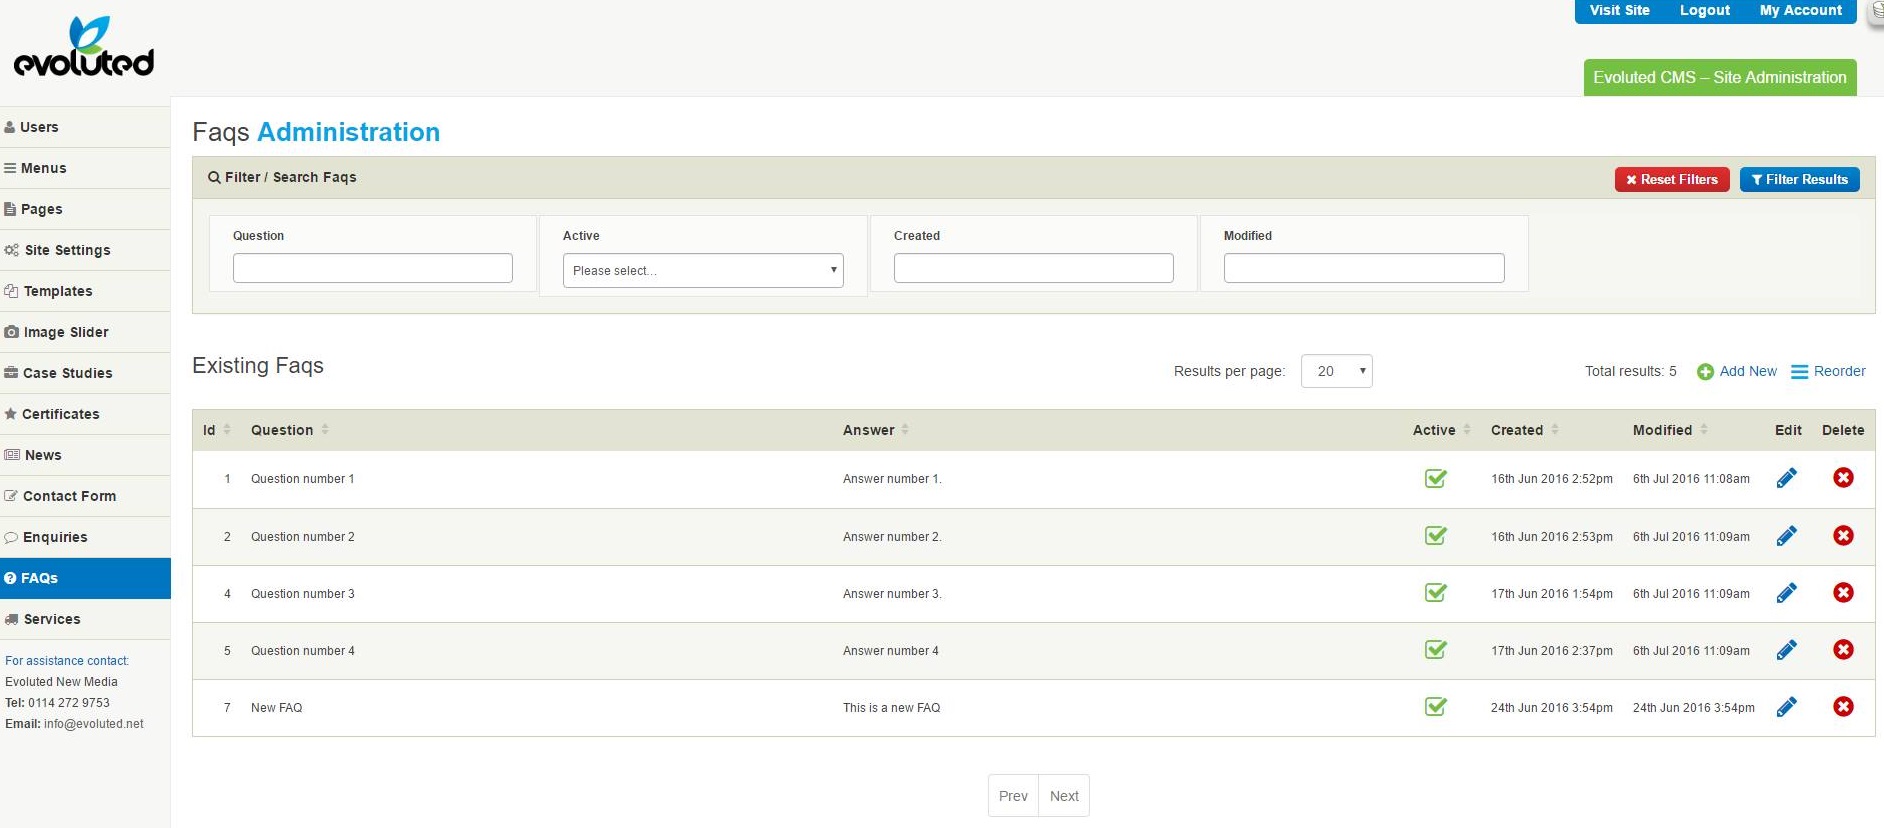 Visit Site Logout My Account
evoluted
Evoluted CMS – Site Administration
Users
Menus
Pages
Site Settings
Templates
Image Slider
Case Studies
Certificates
News
Contact Form
Enquiries
FAQs
Services
For assistance contact:
Evoluted New Media
Tel: 0114 272 9753
Email: info@evoluted.net
Faqs Administration
Filter / Search Faqs Reset Filters Filter Results
Question Active Created Modified
Please select...
Existing Faqs Results per page: 20 Total results: 5 Add New Reorder
Id Question Answer Active Created Modified Edit Delete
1 Question number 1 Answer number 1. 16th Jun 2016 2:52pm 6th Jul 2016 11:08am
2 Question number 2 Answer number 2. 16th Jun 2016 2:53pm 6th Jul 2016 11:09am
4 Question number 3 Answer number 3. 17th Jun 2016 1:54pm 6th Jul 2016 11:09am
5 Question number 4 Answer number 4 17th Jun 2016 2:37pm 6th Jul 2016 11:09am
7 New FAQ This is a new FAQ 24th Jun 2016 3:54pm 24th Jun 2016 3:54pm
Prev Next